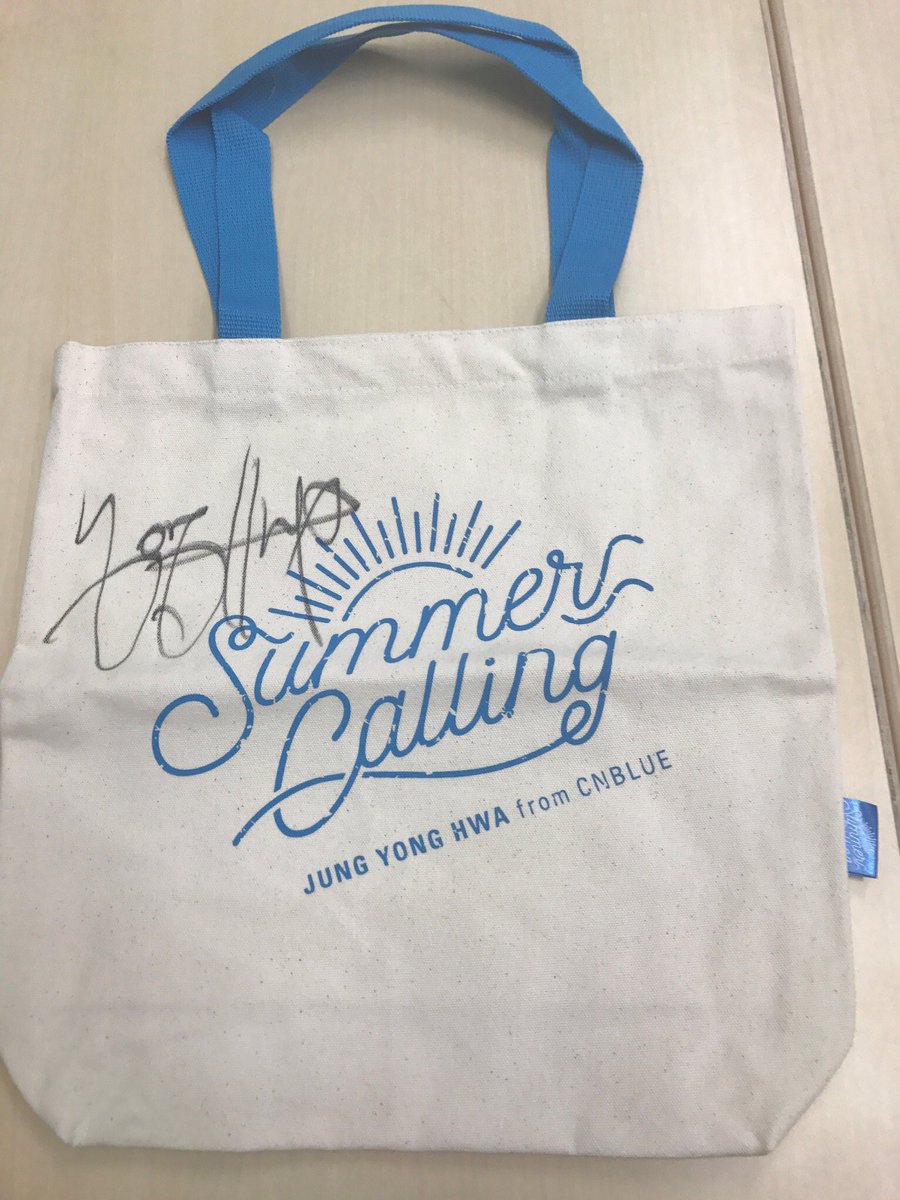 Summer
Calling
JUNG YONG HWA from CNBLUE